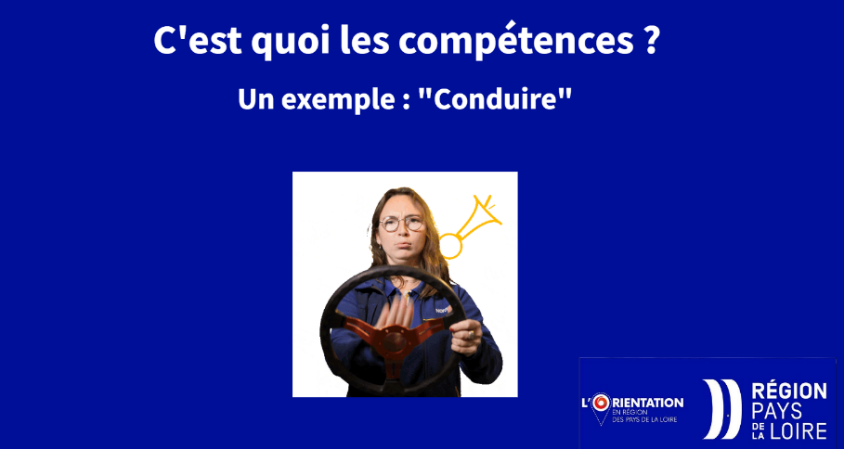 C'est quoi les compétences ?
Un exemple : "Conduire"
L'ORIENTATION
EN RÉGION
DES PAYS DE LA LOIRE
RÉGION
PAYS
DE LA LOIRE